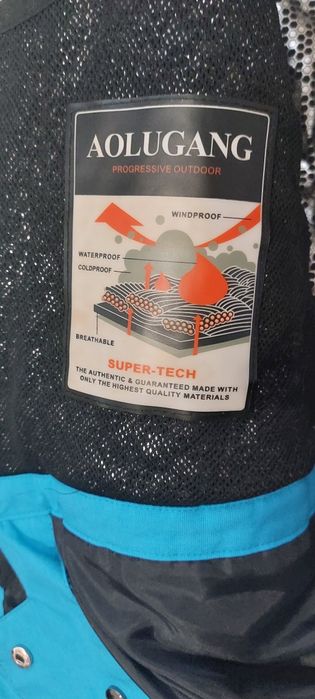 AOLUGANG
PROGRESSIVE OUTDOOR
WINDPROOF
WATERPROOF
COLDPROOF
BREATHABLE
SUPER-TECH
THE AUTHENTIC & GUARANTEED MADE WITH
ONLY THE HIGHEST QUALITY MATERIALS